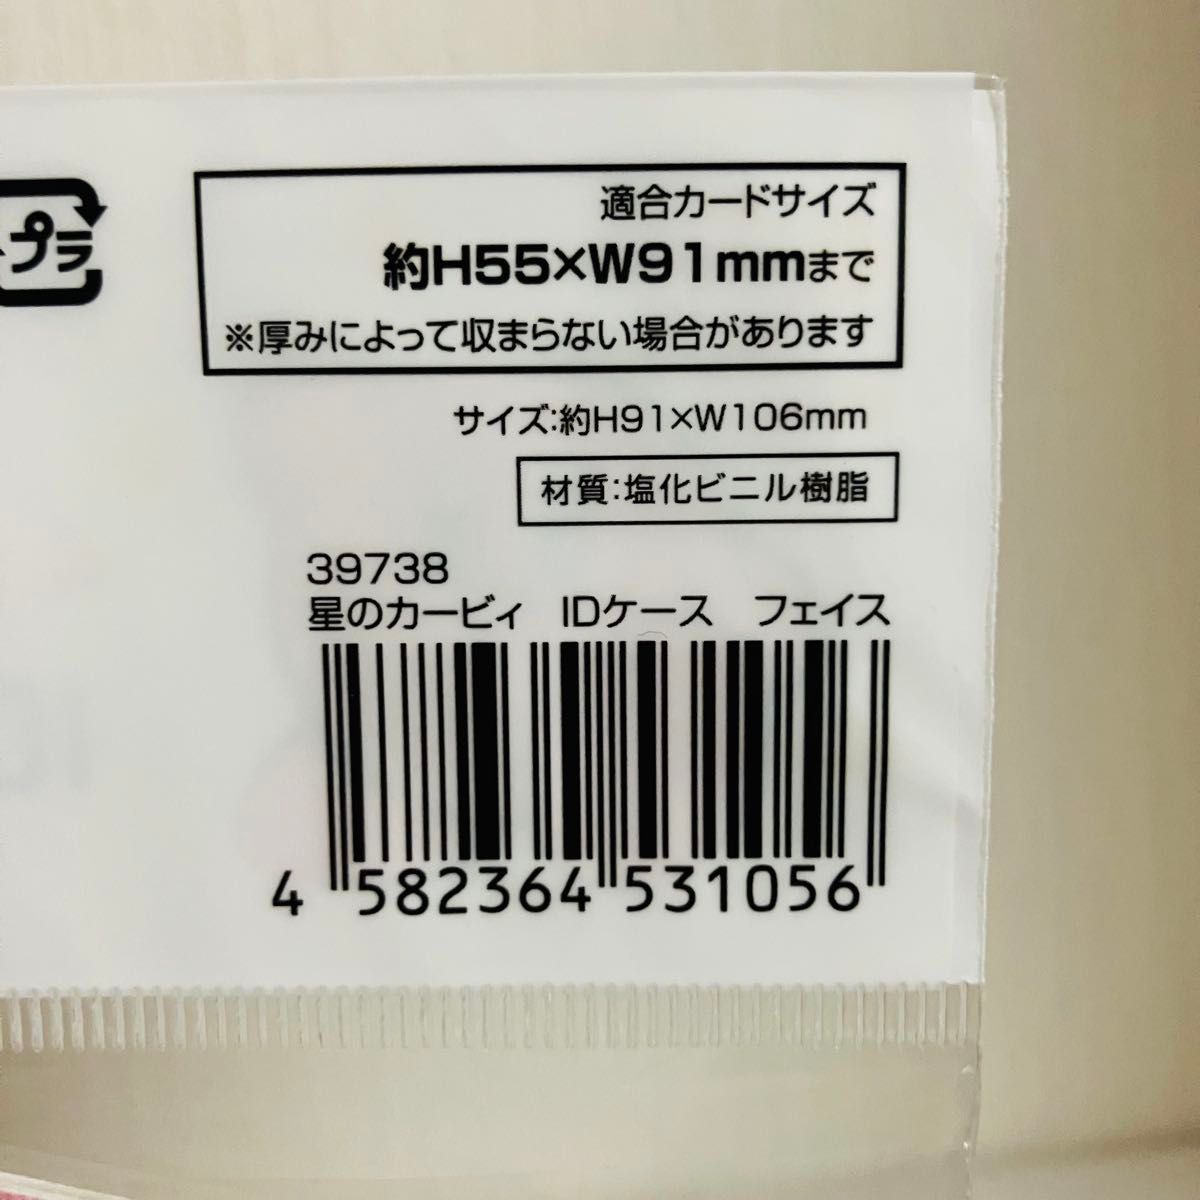 プラ
適合カードサイズ
約H55×W91mmまで
※厚みによって収まらない場合があります
サイズ:約H91×W106mm
材質:塩化ビニル樹脂
39738
星のカービィ　IDケース　フェイス
4 582364 531056